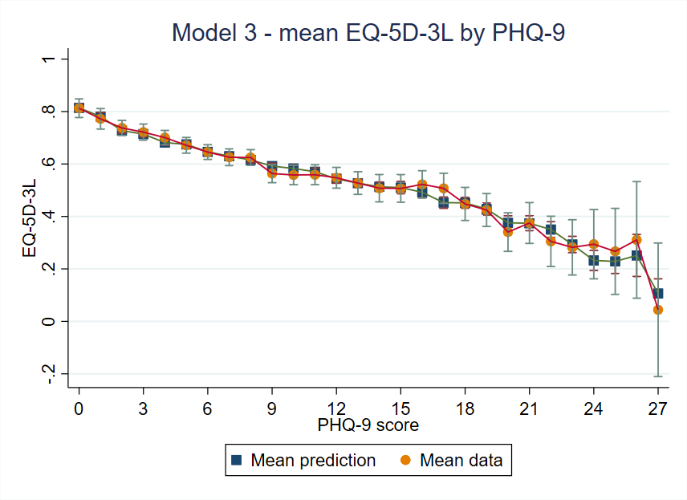 Model 3 - mean EQ-5D-3L by PHQ-9
EQ-5D-3L
1
.8
.6
.4
.2
0
-.2
0 3 6 9 12 15 18 21 24 27
PHQ-9 score
Mean prediction Mean data